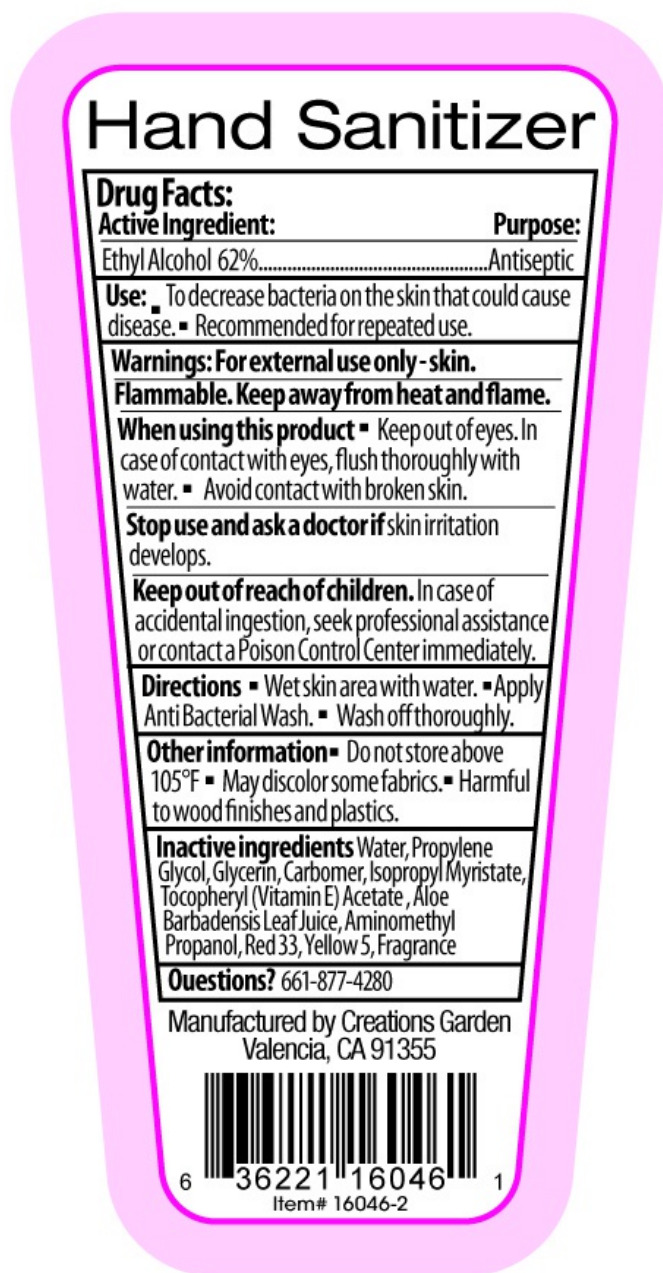 Hand Sanitizer
Drug Facts:
Active Ingredient: Purpose:
Ethyl Alcohol 62%................................................Antiseptic
Use: ▪ To decrease bacteria on the skin that could cause
disease. ▪ Recommended for repeated use.
Warnings: For external use only - skin.
Flammable. Keep away from heat and flame.
When using this product ▪ Keep out of eyes. In
case of contact with eyes, flush thoroughly with
water. ▪ Avoid contact with broken skin.
Stop use and ask a doctor if skin irritation
develops.
Keep out of reach of children. In case of
accidental ingestion, seek professional assistance
or contact a Poison Control Center immediately.
Directions ▪ Wet skin area with water. ▪ Apply
Anti Bacterial Wash. ▪ Wash off thoroughly.
Other information ▪ Do not store above
105°F ▪ May discolor some fabrics. ▪ Harmful
to wood finishes and plastics.
Inactive ingredients Water, Propylene
Glycol, Glycerin, Carbomer, Isopropyl Myristate,
Tocopheryl (Vitamin E) Acetate , Aloe
Barbadensis Leaf Juice, Aminomethyl
Propanol, Red 33, Yellow 5, Fragrance
Questions? 661-877-4280
Manufactured by Creations Garden
Valencia, CA 91355
6 36221 16046 1
Item# 16046-2